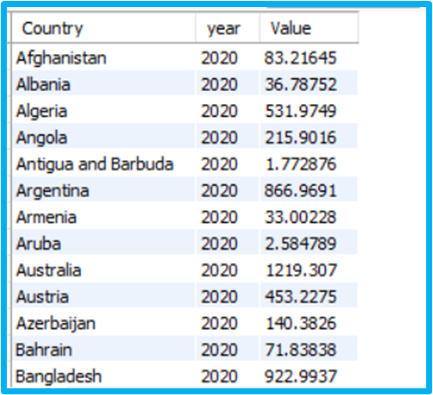 Country year Value
Afghanistan 2020 83.21645
Albania 2020 36.78752
Algeria 2020 531.9749
Angola 2020 215.9016
Antigua and Barbuda 2020 1.772876
Argentina 2020 866.9691
Armenia 2020 33.00228
Aruba 2020 2.584789
Australia 2020 1219.307
Austria 2020 453.2275
Azerbaijan 2020 140.3826
Bahrain 2020 71.83838
Bangladesh 2020 922.9937